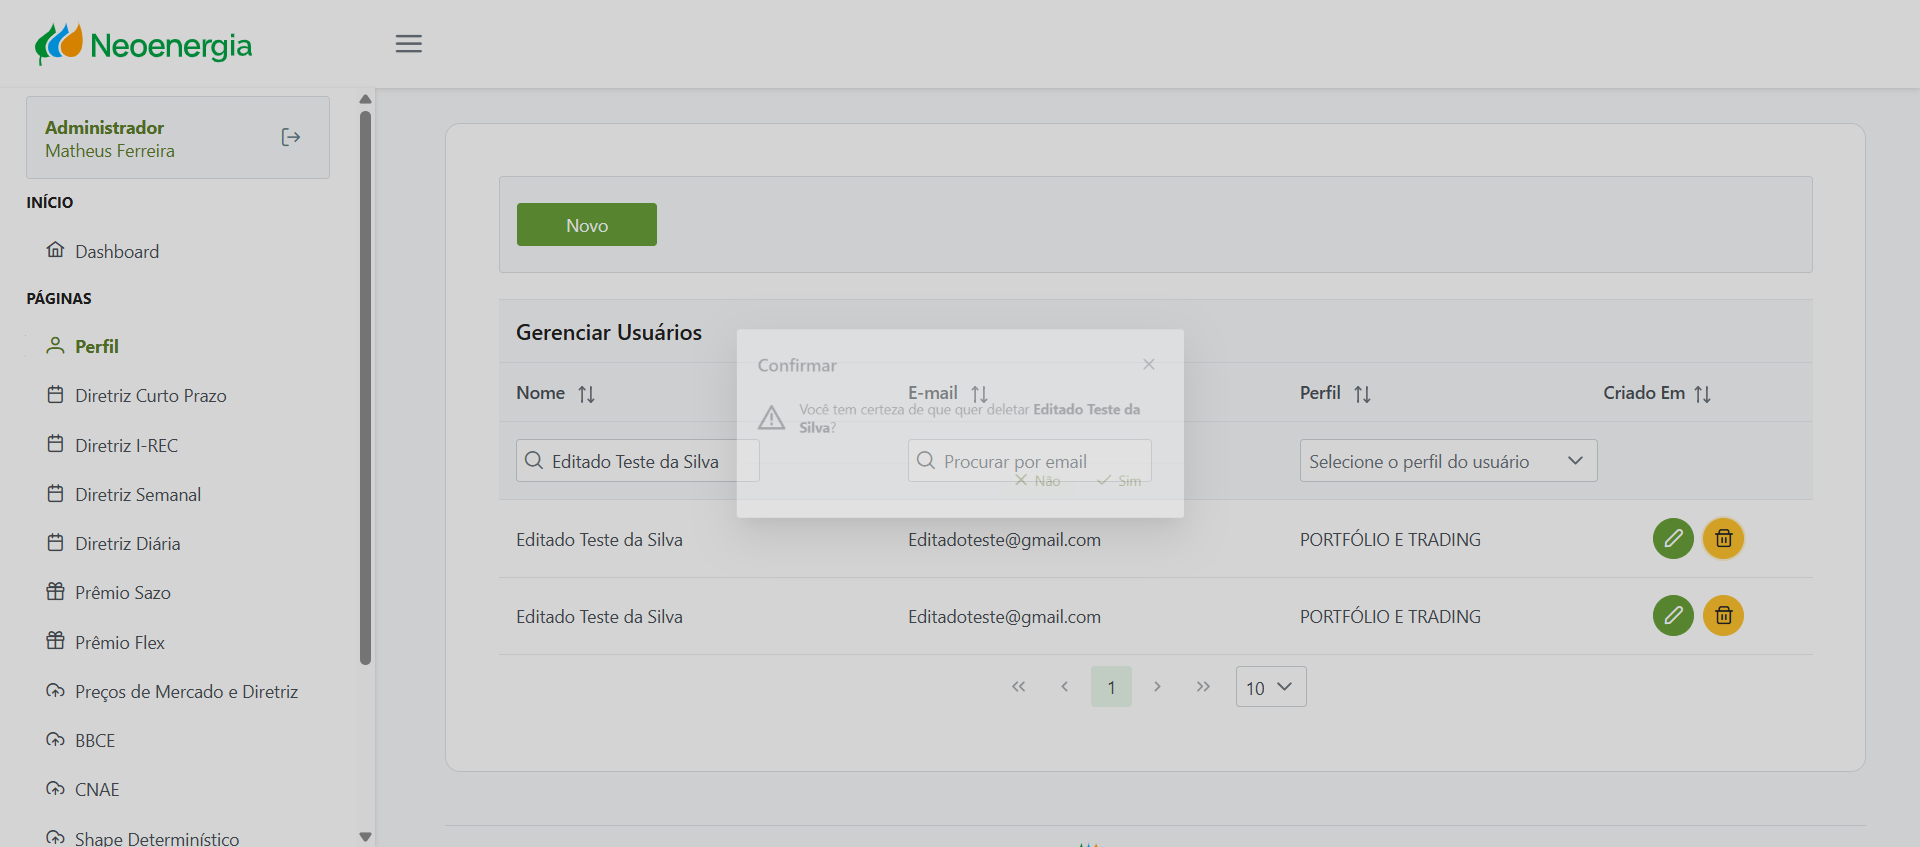 Neoenergia
Administrador
Matheus Ferreira
INÍCIO
Dashboard
PÁGINAS
Perfil
Diretriz Curto Prazo
Diretriz I-REC
Diretriz Semanal
Diretriz Diária
Prêmio Sazo
Prêmio Flex
Preços de Mercado e Diretriz
BBCE
CNAE
Shape Determinístico
Novo
Gerenciar Usuários
Nome
E-mail
Perfil
Criado Em
Editado Teste da Silva
Procurar por email
Selecione o perfil do usuário
Confirmar
Você tem certeza de que quer deletar Editado Teste da
Silva?
Não
Sim
Editado Teste da Silva Editadoteste@gmail.com PORTFÓLIO E TRADING
Editado Teste da Silva Editadoteste@gmail.com PORTFÓLIO E TRADING
1
10